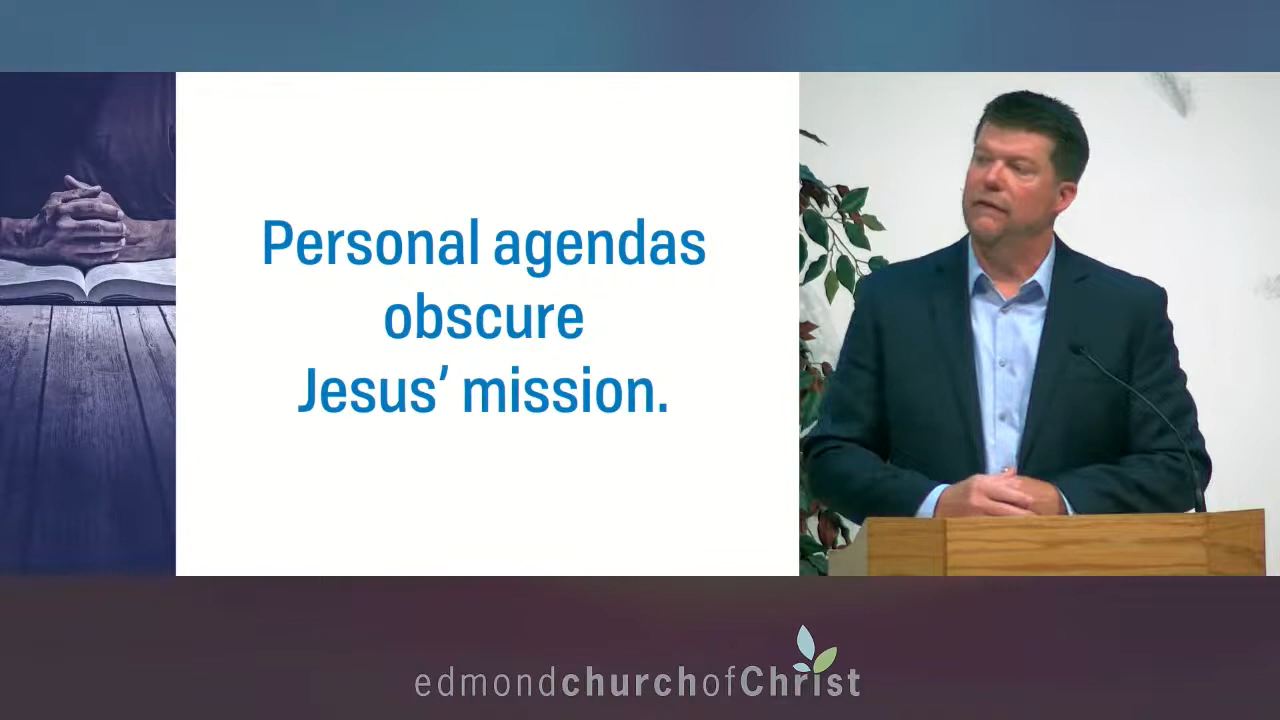 Personal agendas
obscure
Jesus’ mission.
edmondchurchofChrist